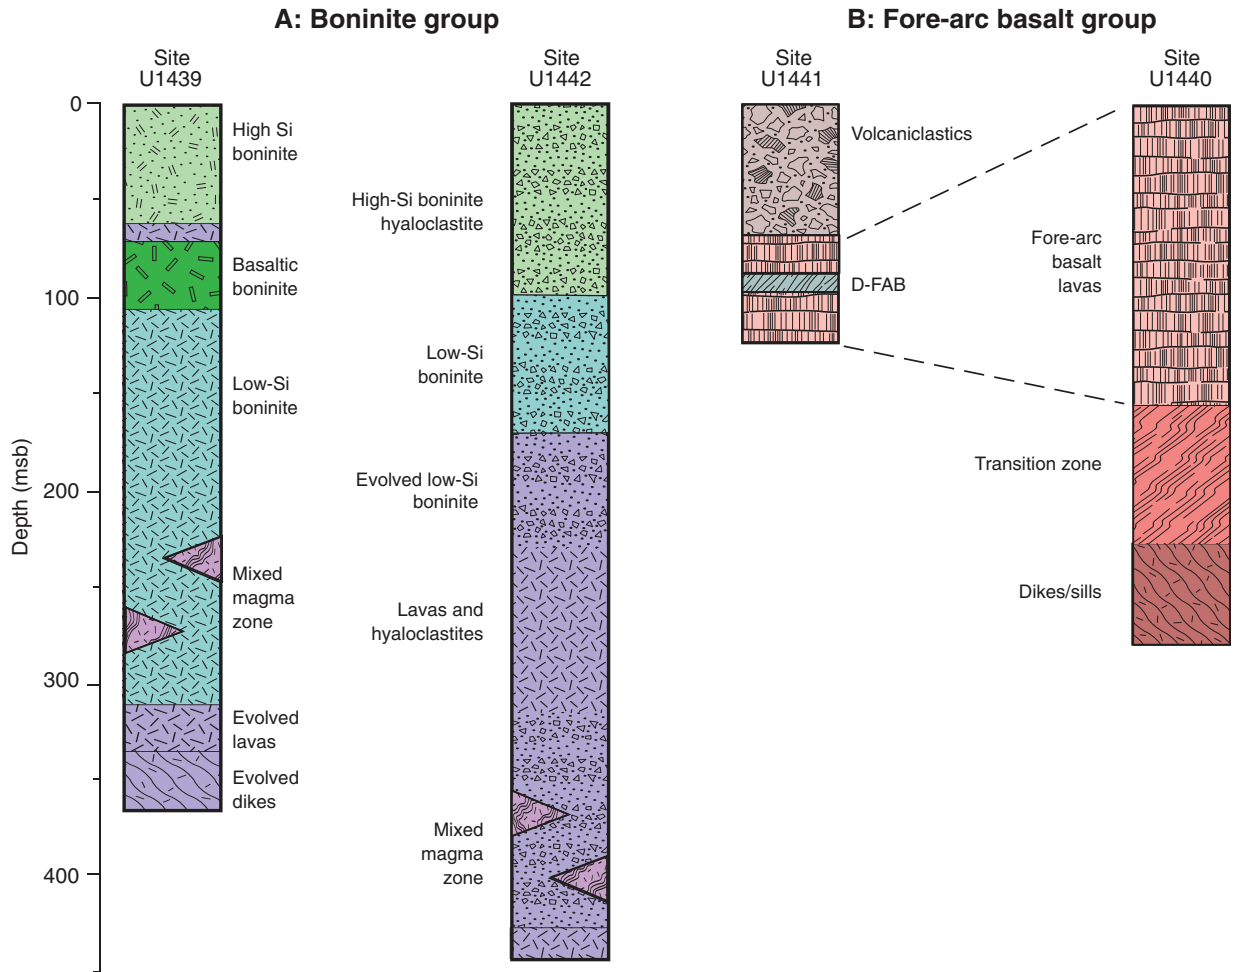 A: Boninite group
B: Fore-arc basalt group
Site
U1439
Site
U1442
Site
U1441
Site
U1440
Depth (msb)
0
100
200
300
400
High Si
boninite
Basaltic
boninite
Low-Si
boninite
Mixed
magma
zone
Evolved
lavas
Evolved
dikes
High-Si boninite
hyaloclastite
Low-Si
boninite
Evolved low-Si
boninite
Lavas and
hyaloclastites
Mixed
magma
zone
Volcaniclastics
D-FAB
Fore-arc
basalt
lavas
Transition zone
Dikes/sills